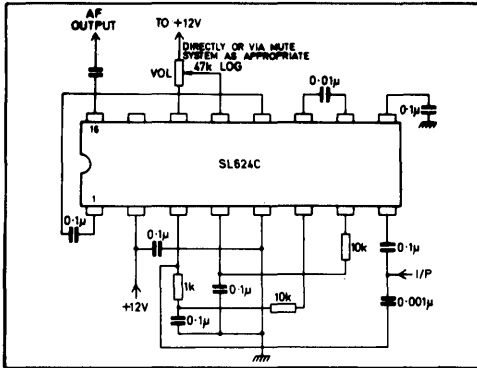 AF
OUTPUT
TO +12V
DIRECTLY OR VIA MUTE
SYSTEM AS APPROPRIATE
VOL
47k LOG
0·01µ
0·1µ
16
SL624C
1
0·1µ
0·1µ
+12V
1k
0·1µ
0·1µ
10k
10k
0·1µ
I/P
0·001µ